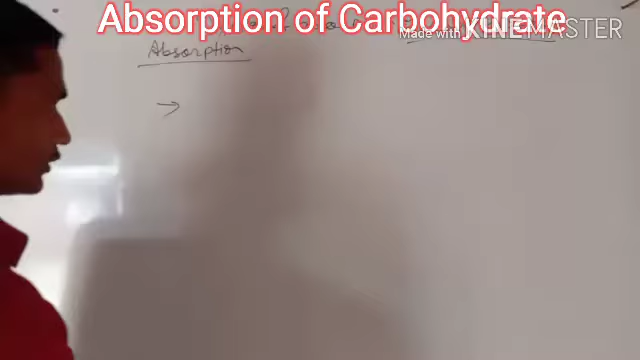 Absorption of Carbohydrate
Made with KINEMASTER
Absorption
→